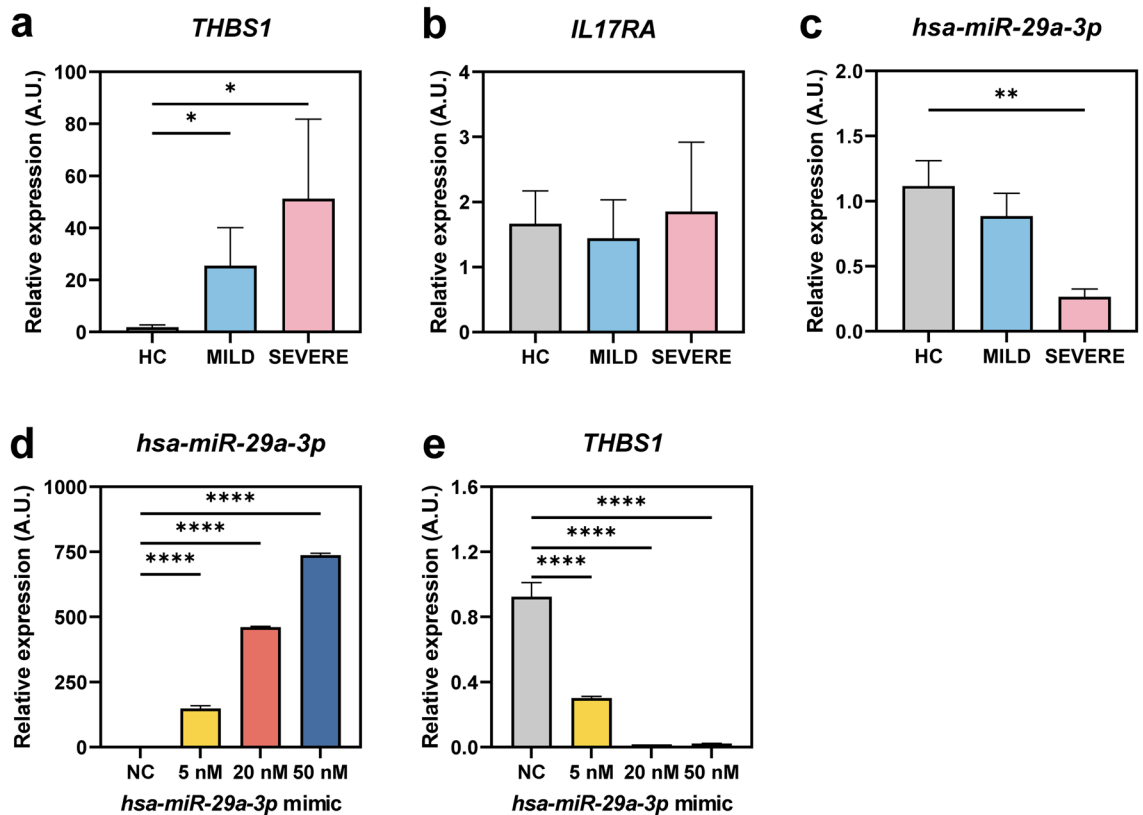 a
THBS1
Relative expression (A.U.)
100
80
60
40
20
0
*
*
HC MILD SEVERE
b
IL17RA
Relative expression (A.U.)
4
3
2
1
0
HC MILD SEVERE
c
hsa-miR-29a-3p
Relative expression (A.U.)
2.0
1.5
1.0
0.5
0.0
**
HC MILD SEVERE
d
hsa-miR-29a-3p
Relative expression (A.U.)
1000
750
500
250
0
****
****
****
NC 5 nM 20 nM 50 nM
hsa-miR-29a-3p mimic
e
THBS1
Relative expression (A.U.)
1.6
1.2
0.8
0.4
0.0
****
****
****
NC 5 nM 20 nM 50 nM
hsa-miR-29a-3p mimic